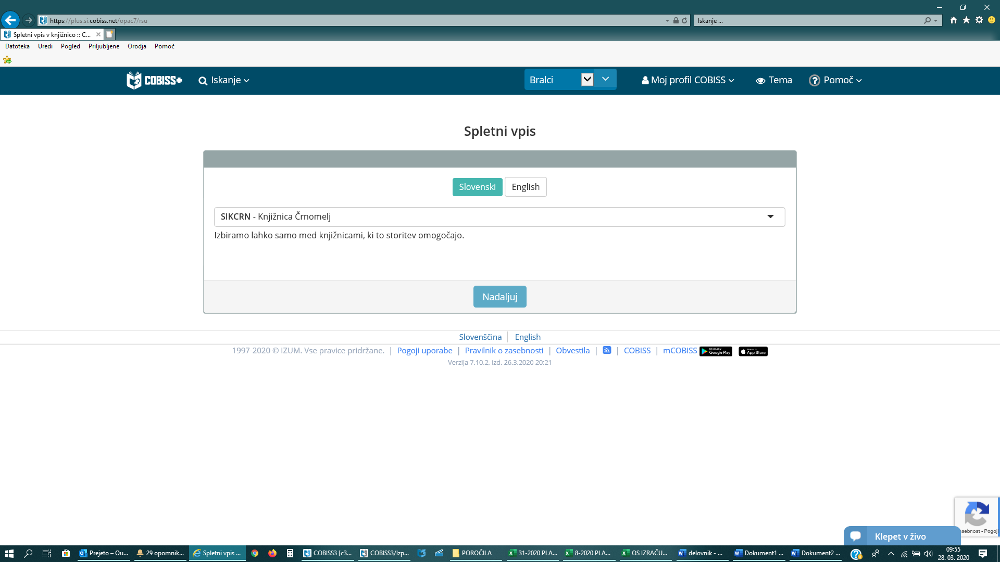 https://plus.si.cobiss.net/opac7/rsu
Iskanje ...
Spletni vpis v knjižnico :: C...
Datoteka Uredi Pogled Priljubljene Orodja Pomoč
COBISS+ Iskanje Bralci Moj profil COBISS Tema Pomoč
Spletni vpis
Slovenski English
SIKCRN - Knjižnica Črnomelj
Izbiramo lahko samo med knjižnicami, ki to storitev omogočajo.
Nadaljuj
Slovenščina English
1997-2020 © IZUM. Vse pravice pridržane. | Pogoji uporabe | Pravilnik o zasebnosti | Obvestila | | COBISS | mCOBISS Google Play App Store
Verzija 7.10.2, izd. 26.3.2020 20:21
asebnost - Pogoji
Klepet v živo
Prejeto – Ou... 29 opomnik... Spletni vpis ... COBISS3 [c3... COBISS3/Izp... POROČILA 31-2020 PLA... 8-2020 PLA... OS IZRAČU... delovnik - ... Dokument1 ... Dokument2 ... 09:55
28. 03. 2020